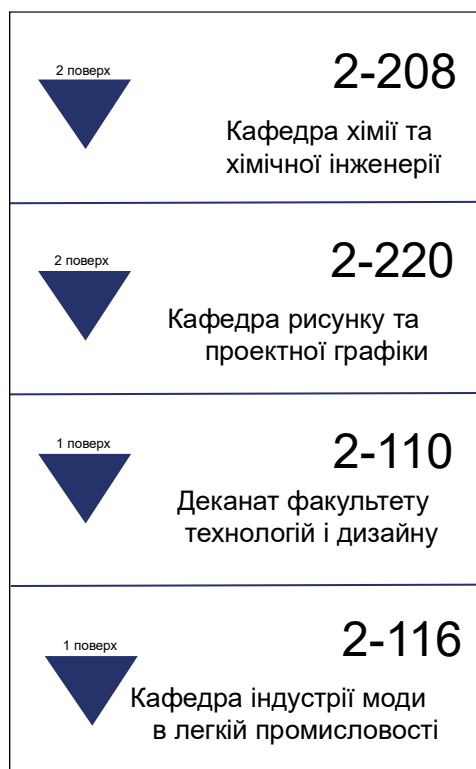 2 поверх
2-208
Кафедра хімії та
хімічної інженерії
2 поверх
2-220
Кафедра рисунку та
проектної графіки
1 поверх
2-110
Деканат факультету
технологій і дизайну
1 поверх
2-116
Кафедра індустрії моди
в легкій промисловості